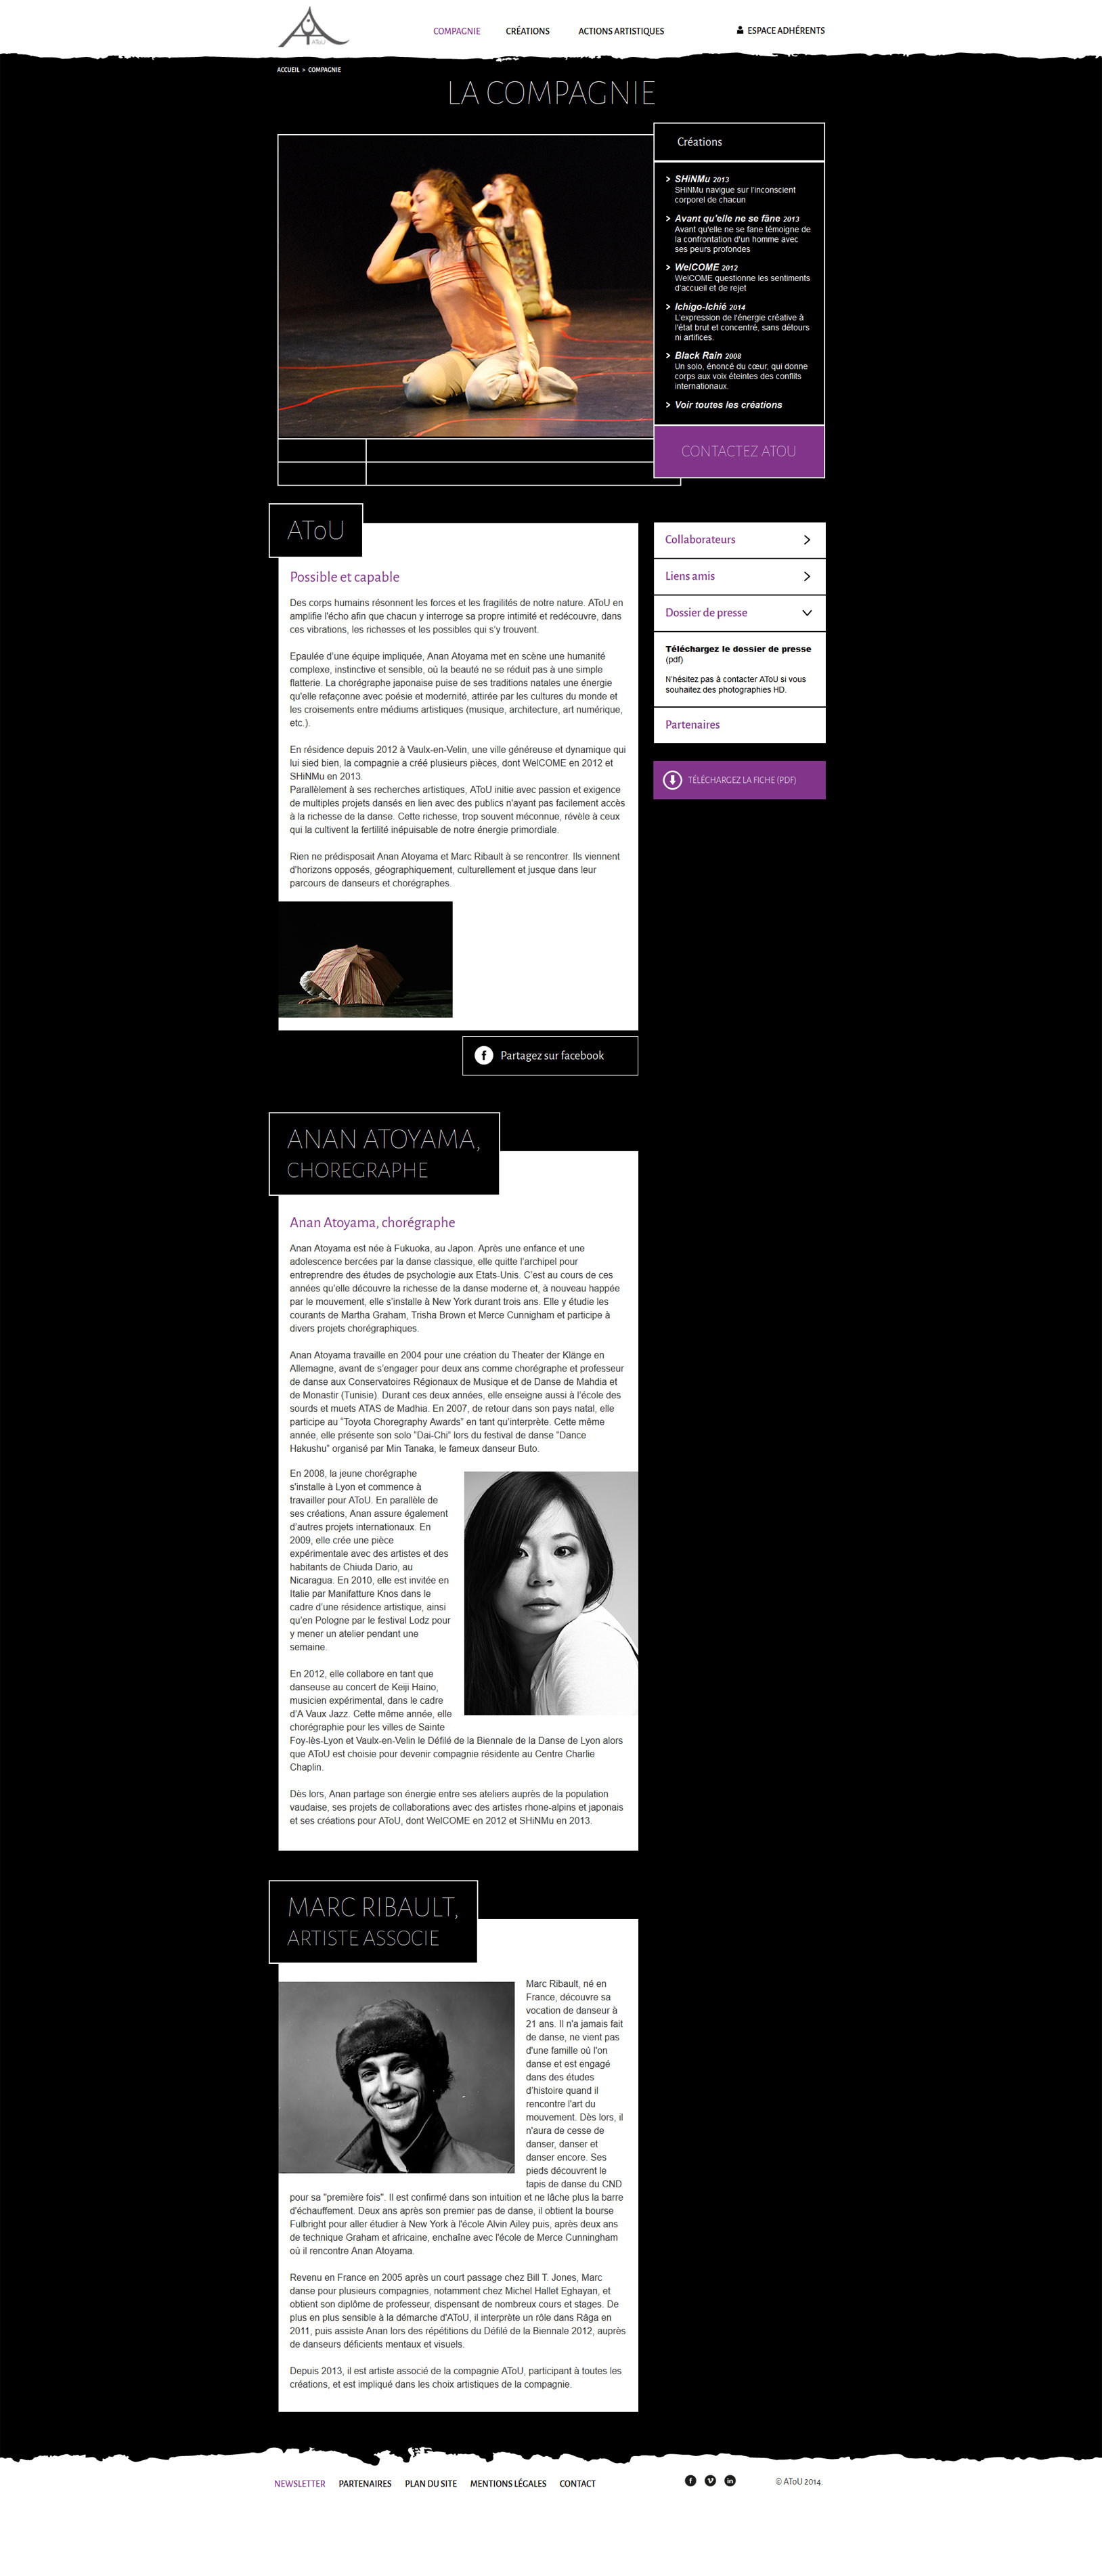 ATOU
COMPAGNIE
CRÉATIONS
ACTIONS ARTISTIQUES
ESPACE ADHÉRENTS
ACCUEIL > COMPAGNIE
LA COMPAGNIE
Créations
> SHiNMu 2013
SHiNMu navigue sur l'inconscient
corporel de chacun
> Avant qu'elle ne se fâne 2013
Avant qu'elle ne se fane témoigne de
la confrontation d'un homme avec
ses peurs profondes
> WelCOME 2012
WelCOME questionne les sentiments
d'accueil et de rejet
> Ichigo-Ichié 2014
L'expression de l'énergie créative à
l'état brut et concentré, sans détours
ni artifices.
> Black Rain 2008
Un solo, énoncé du cœur, qui donne
corps aux voix éteintes des conflits
internationaux.
> Voir toutes les créations
CONTACTEZ ATOU
AToU
Possible et capable
Des corps humains résonnent les forces et les fragilités de notre nature. AToU en
amplifie l'écho afin que chacun y interroge sa propre intimité et redécouvre, dans
ces vibrations, les richesses et les possibles qui s'y trouvent.
Epaulée d'une équipe impliquée, Anan Atoyama met en scène une humanité
complexe, instinctive et sensible, où la beauté ne se réduit pas à une simple
flatterie. La chorégraphe japonaise puise de ses traditions natales une énergie
qu'elle refaçonne avec poésie et modernité, attirée par les cultures du monde et
les croisements entre médiums artistiques (musique, architecture, art numérique,
etc.).
En résidence depuis 2012 à Vaulx-en-Velin, une ville généreuse et dynamique qui
lui sied bien, la compagnie a créé plusieurs pièces, dont WelCOME en 2012 et
SHiNMu en 2013.
Parallèlement à ses recherches artistiques, AToU initie avec passion et exigence
de multiples projets dansés en lien avec des publics n'ayant pas facilement accès
à la richesse de la danse. Cette richesse, trop souvent méconnue, révèle à ceux
qui la cultivent la fertilité inépuisable de notre énergie primordiale.
Rien ne prédisposait Anan Atoyama et Marc Ribault à se rencontrer. Ils viennent
d'horizons opposés, géographiquement, culturellement et jusque dans leur
parcours de danseurs et chorégraphes.
Collaborateurs
Liens amis
Dossier de presse
Téléchargez le dossier de presse
(pdf)
N'hésitez pas à contacter AToU si vous
souhaitez des photographies HD.
Partenaires
TÉLÉCHARGEZ LA FICHE (PDF)
Partagez sur facebook
ANAN ATOYAMA,
CHOREGRAPHE
Anan Atoyama, chorégraphe
Anan Atoyama est née à Fukuoka, au Japon. Après une enfance et une
adolescence bercées par la danse classique, elle quitte l'archipel pour
entreprendre des études de psychologie aux Etats-Unis. C'est au cours de ces
années qu'elle découvre la richesse de la danse moderne et, à nouveau happée
par le mouvement, elle s'installe à New York durant trois ans. Elle y étudie les
courants de Martha Graham, Trisha Brown et Merce Cunnigham et participe à
divers projets chorégraphiques.
Anan Atoyama travaille en 2004 pour une création du Theater der Klänge en
Allemagne, avant de s'engager pour deux ans comme chorégraphe et professeur
de danse aux Conservatoires Régionaux de Musique et de Danse de Mahdia et
de Monastir (Tunisie). Durant ces deux années, elle enseigne aussi à l'école des
sourds et muets ATAS de Madhia. En 2007, de retour dans son pays natal, elle
participe au "Toyota Choregraphy Awards" en tant qu'interprète. Cette même
année, elle présente son solo "Dai-Chi" lors du festival de danse "Dance
Hakushu" organisé par Min Tanaka, le fameux danseur Buto.
En 2008, la jeune chorégraphe
s'installe à Lyon et commence à
travailler pour AToU. En parallèle de
ses créations, Anan assure également
d'autres projets internationaux. En
2009, elle crée une pièce
expérimentale avec des artistes et des
habitants de Chiuda Dario, au
Nicaragua. En 2010, elle est invitée en
Italie par Manifatture Knos dans le
cadre d'une résidence artistique, ainsi
qu'en Pologne par le festival Lodz pour
y mener un atelier pendant une
semaine.
En 2012, elle collabore en tant que
danseuse au concert de Keiji Haino,
musicien expérimental, dans le cadre
d'A Vaux Jazz. Cette même année, elle
chorégraphie pour les villes de Sainte
Foy-lès-Lyon et Vaulx-en-Velin le Défilé de la Biennale de la Danse de Lyon alors
que AToU est choisie pour devenir compagnie résidente au Centre Charlie
Chaplin.
Dès lors, Anan partage son énergie entre ses ateliers auprès de la population
vaudaise, ses projets de collaborations avec des artistes rhone-alpins et japonais
et ses créations pour AToU, dont WelCOME en 2012 et SHiNMu en 2013.
MARC RIBAULT,
ARTISTE ASSOCIE
Marc Ribault, né en
France, découvre sa
vocation de danseur à
21 ans. Il n'a jamais fait
de danse, ne vient pas
d'une famille où l'on
danse et est engagé
dans des études
d'histoire quand il
rencontre l'art du
mouvement. Dès lors, il
n'aura de cesse de
danser, danser et
danser encore. Ses
pieds découvrent le
tapis de danse du CND
pour sa "première fois". Il est confirmé dans son intuition et ne lâche plus la barre
d'échauffement. Deux ans après son premier pas de danse, il obtient la bourse
Fulbright pour aller étudier à New York à l'école Alvin Ailey puis, après deux ans
de technique Graham et africaine, enchaîne avec l'école de Merce Cunningham
où il rencontre Anan Atoyama.
Revenu en France en 2005 après un court passage chez Bill T. Jones, Marc
danse pour plusieurs compagnies, notamment chez Michel Hallet Eghayan, et
obtient son diplôme de professeur, dispensant de nombreux cours et stages. De
plus en plus sensible à la démarche d'AToU, il interprète un rôle dans Râga en
2011, puis assiste Anan lors des répétitions du Défilé de la Biennale 2012, auprès
de danseurs déficients mentaux et visuels.
Depuis 2013, il est artiste associé de la compagnie AToU, participant à toutes les
créations, et est impliqué dans les choix artistiques de la compagnie.
NEWSLETTER
PARTENAIRES
PLAN DU SITE
MENTIONS LÉGALES
CONTACT
© AToU 2014.